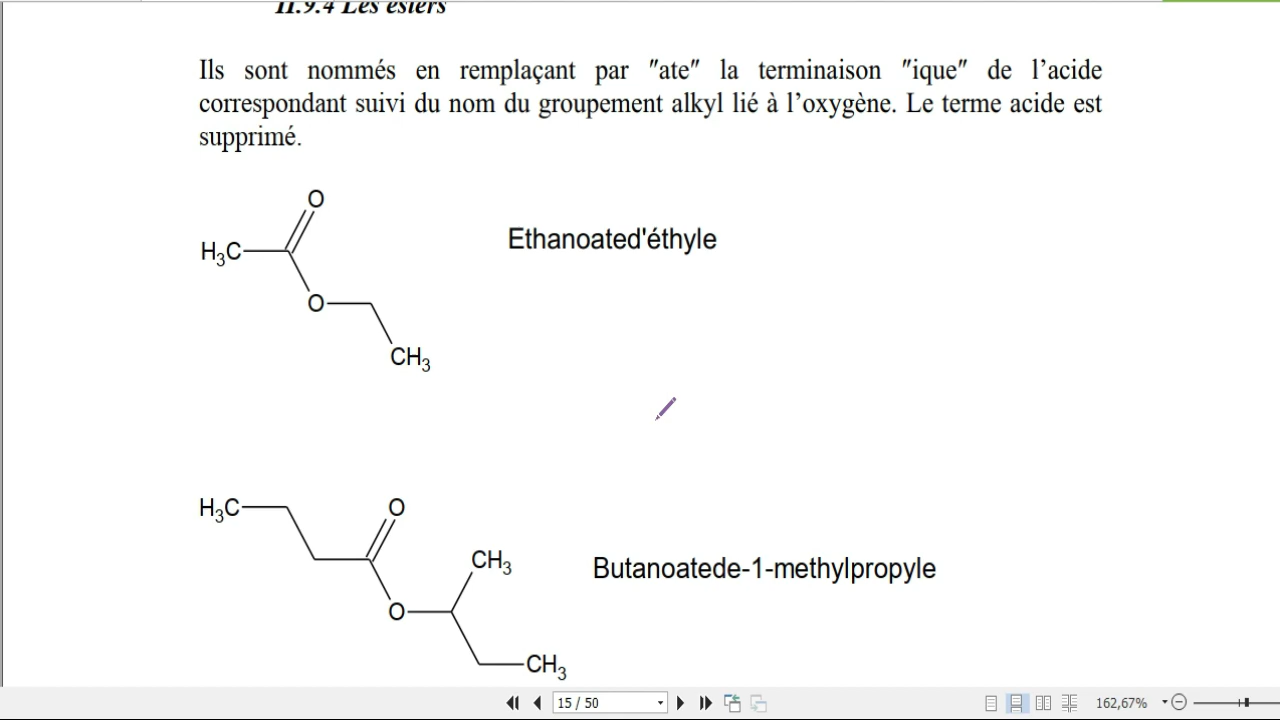 II.9.4 Les esters
Ils sont nommés en remplaçant par "ate" la terminaison "ique" de l'acide
correspondant suivi du nom du groupement alkyl lié à l'oxygène. Le terme acide est
supprimé.
O
H3C
Ethanoated'éthyle
O
CH3
H3C
O
CH3
Butanoatede-1-methylpropyle
O
CH3
15 / 50
162,67%